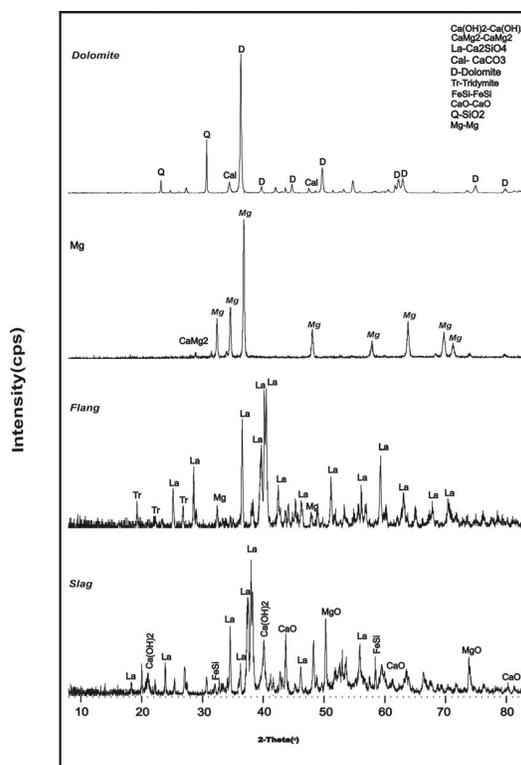 Ca(OH)2-Ca(OH)
CaMg2-CaMg2
La-Ca2SiO4
Cal- CaCO3
D-Dolomite
Tr-Tridymite
FeSi-FeSi
CaO-CaO
Q-SiO2
Mg-Mg
Dolomite
D
Q
Q
Cal
D
D
Cal
D
D
D
D
D
Mg
Mg
Mg
Mg
CaMg2
Mg
Mg
Mg
Mg
Mg
Flang
La
La
La
La
Tr
Tr
La
Tr
La
Mg
La
La
Mg
La
La
La
La
La
La
Slag
La
La
Ca(OH)2
La
FeSi
La
La
Ca(OH)2
CaO
La
MgO
La
FeSi
CaO
MgO
CaO
Intensity(cps)
10 20 30 40 50 60 70 80
2-Theta(°)